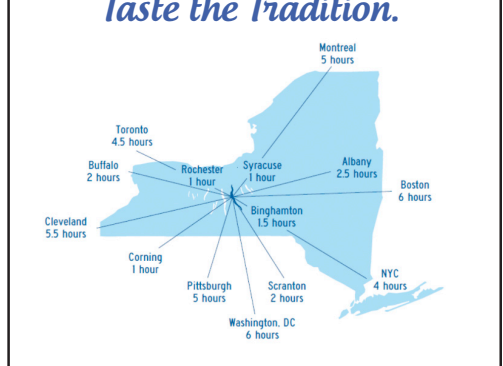 Taste the Tradition.
Montreal
5 hours
Toronto
4.5 hours
Buffalo
2 hours
Rochester
1 hour
Syracuse
1 hour
Albany
2.5 hours
Boston
6 hours
Binghamton
1.5 hours
Cleveland
5.5 hours
Corning
1 hour
Pittsburgh
5 hours
Scranton
2 hours
NYC
4 hours
Washington, DC
6 hours